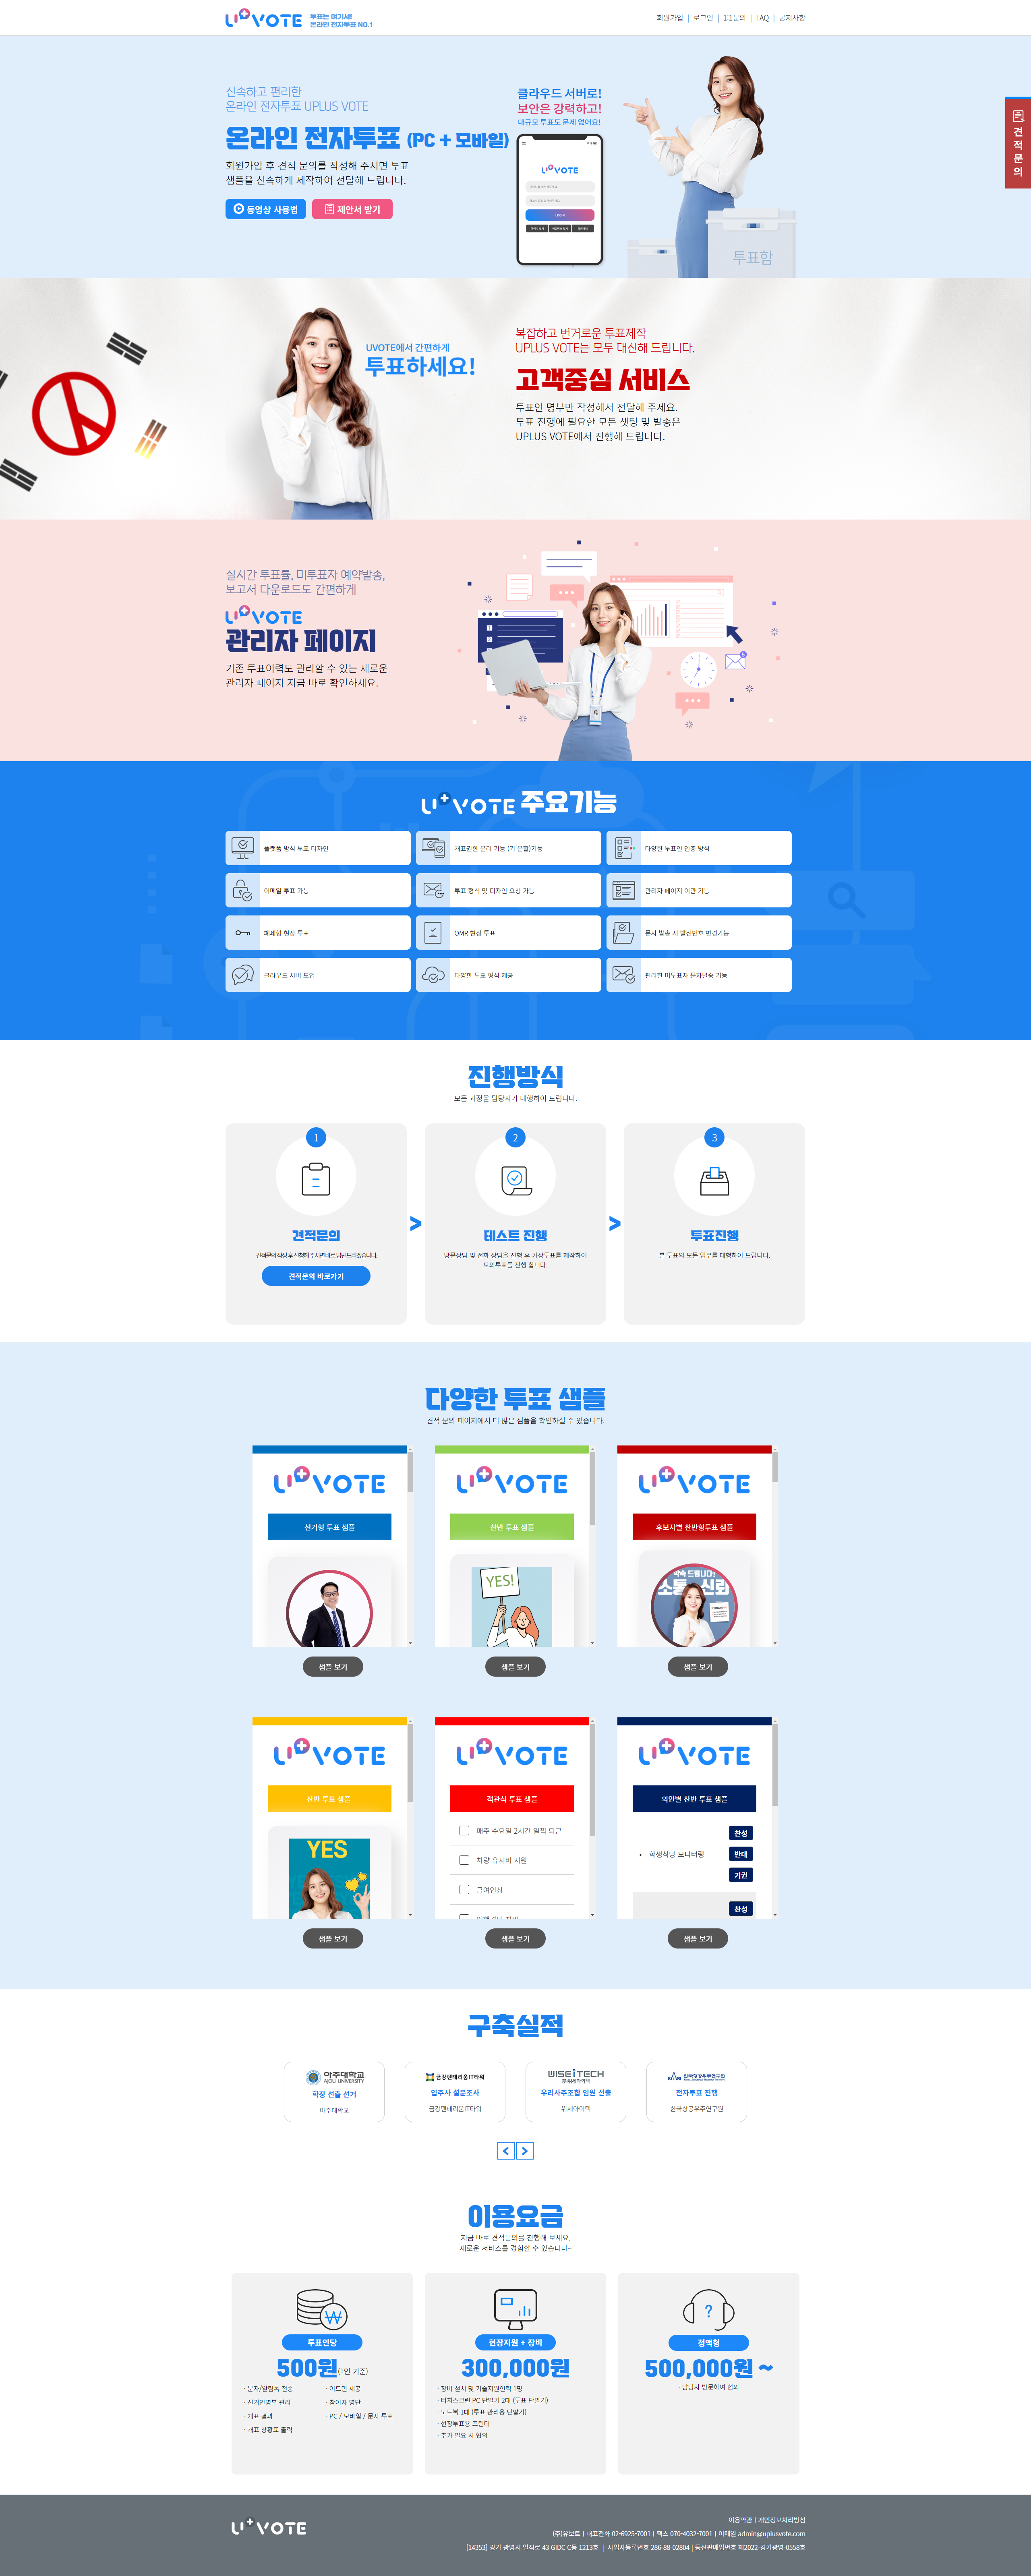 U+VOTE
투표는 여기서!
온라인 전자투표 NO.1
회원가입 | 로그인 | 1:1문의 | FAQ | 공지사항
견적문의
신속하고 편리한
온라인 전자투표 UPLUS VOTE
온라인 전자투표 (PC + 모바일)
회원가입 후 견적 문의를 작성해 주시면 투표
샘플을 신속하게 제작하여 전달해 드립니다.
동영상 사용법
제안서 받기
클라우드 서버로!
보안은 강력하고!
대규모 투표도 문제 없어요!
U+VOTE
LOGIN
투표함
UVOTE에서 간편하게
투표하세요!
복잡하고 번거로운 투표제작
UPLUS VOTE는 모두 대신해 드립니다.
고객중심 서비스
투표인 명부만 작성해서 전달해 주세요.
투표 진행에 필요한 모든 셋팅 및 발송은
UPLUS VOTE에서 진행해 드립니다.
실시간 투표률, 미투표자 예약발송,
보고서 다운로드도 간편하게
U+VOTE
관리자 페이지
기존 투표이력도 관리할 수 있는 새로운
관리자 페이지 지금 바로 확인하세요.
1
2
U+VOTE 주요기능
플랫폼 방식 투표 디자인
개표권한 분리 기능 (키 분할)기능
다양한 투표인 인증 방식
이메일 투표 가능
투표 형식 및 디자인 요청 가능
관리자 페이지 이관 기능
폐쇄형 현장 투표
OMR 현장 투표
문자 발송 시 발신번호 변경가능
클라우드 서버 도입
다양한 투표 형식 제공
편리한 미투표자 문자발송 기능
진행방식
모든 과정을 담당자가 대행하여 드립니다.
1
견적문의
견적문의 작성 후 신청해 주시면 바로 답변드리겠습니다.
견적문의 바로가기
>
2
테스트 진행
방문상담 및 전화 상담을 진행 후 가상투표를 제작하여
모의투표를 진행 합니다.
>
3
투표진행
본 투표의 모든 업무를 대행하여 드립니다.
다양한 투표 샘플
견적 문의 페이지에서 더 많은 샘플을 확인하실 수 있습니다.
U+VOTE
선거형 투표 샘플
샘플 보기
U+VOTE
찬반 투표 샘플
YES!
샘플 보기
U+VOTE
후보자별 찬반형투표 샘플
약속 드립니다!
소통 신뢰
샘플 보기
U+VOTE
찬반 투표 샘플
YES
샘플 보기
U+VOTE
객관식 투표 샘플
매주 수요일 2시간 일찍 퇴근
차량 유지비 지원
급여인상
샘플 보기
U+VOTE
의안별 찬반 투표 샘플
• 학생식당 모니터링
찬성
반대
기권
찬성
샘플 보기
구축실적
아주대학교
AJOU UNIVERSITY
학장 선출 선거
아주대학교
금강펜테리움IT타워
입주사 설문조사
금강펜테리움IT타워
WISEiTECH
(주)위세아이텍
우리사주조합 임원 선출
위세아이텍
KARI 한국항공우주연구원
전자투표 진행
한국항공우주연구원
< >
이용요금
지금 바로 견적문의를 진행해 보세요.
새로운 서비스를 경험할 수 있습니다~
투표인당
500원(1인 기준)
· 문자/알림톡 전송
· 어드민 제공
· 선거인명부 관리
· 참여자 명단
· 개표 결과
· PC / 모바일 / 문자 투표
· 개표 상황표 출력
현장지원 + 장비
300,000원
· 장비 설치 및 기술지원인력 1명
· 터치스크린 PC 단말기 2대 (투표 단말기)
· 노트북 1대 (투표 관리용 단말기)
· 현장투표용 프린터
· 추가 필요 시 협의
?
정액형
500,000원 ~
· 담당자 방문하여 협의
U+VOTE
이용약관 | 개인정보처리방침
(주)유보트 | 대표전화 02-6925-7001 | 팩스 070-4032-7001 | 이메일 admin@uplusvote.com
[14353] 경기 광명시 일직로 43 GIDC C동 1213호 | 사업자등록번호 286-88-02804 | 통신판매업번호 제2022-경기광명-0558호